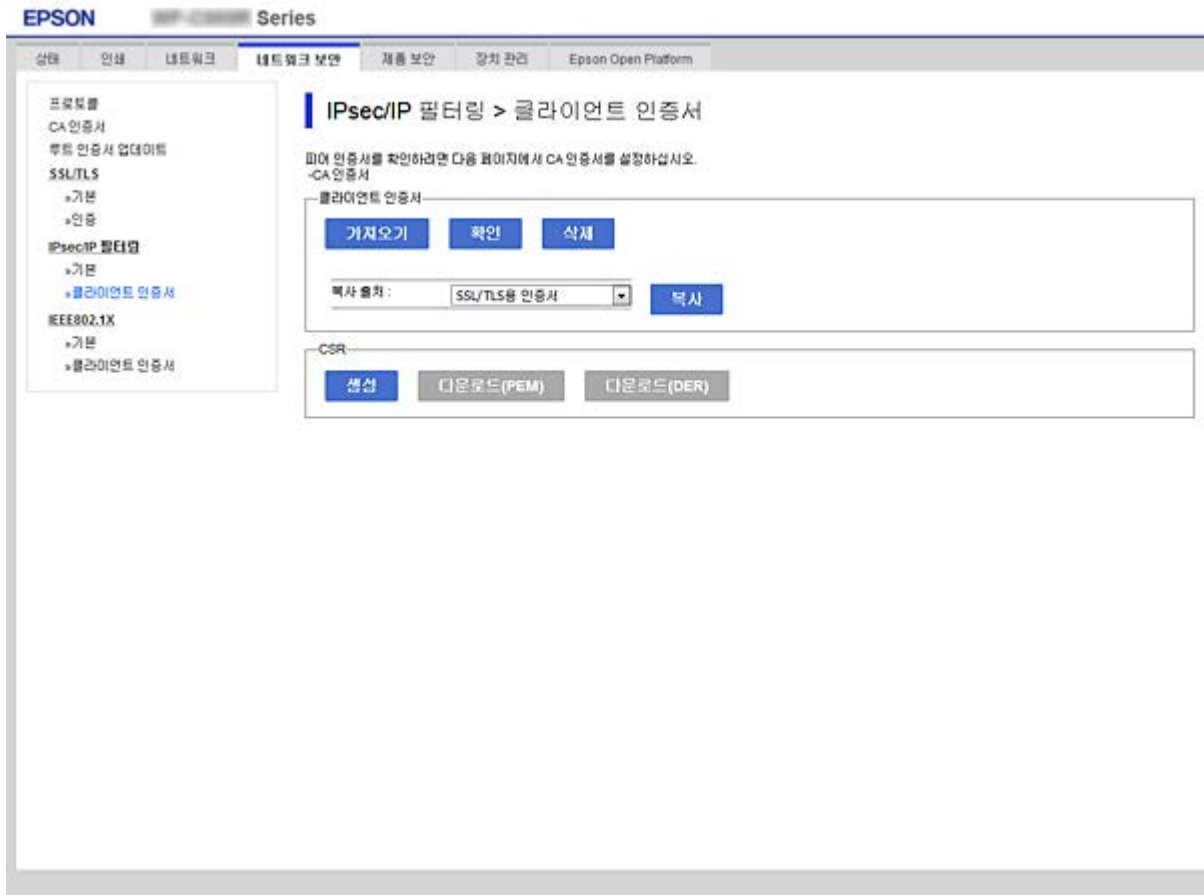 EPSON Series
상태 인쇄 네트워크 네트워크 보안 제품 보안 장치 관리 Epson Open Platform
프로토콜
CA 인증서
루트 인증서 업데이트
SSL/TLS
»기본
»인증
IPsec/IP 필터링
»기본
»클라이언트 인증서
IEEE802.1X
»기본
»클라이언트 인증서
IPsec/IP 필터링 > 클라이언트 인증서
피어 인증서를 확인하려면 다음 페이지에서 CA 인증서를 설정하십시오.
-CA 인증서
클라이언트 인증서
가져오기 확인 삭제
복사 출처 : SSL/TLS용 인증서 복사
CSR
생성 다운로드(PEM) 다운로드(DER)